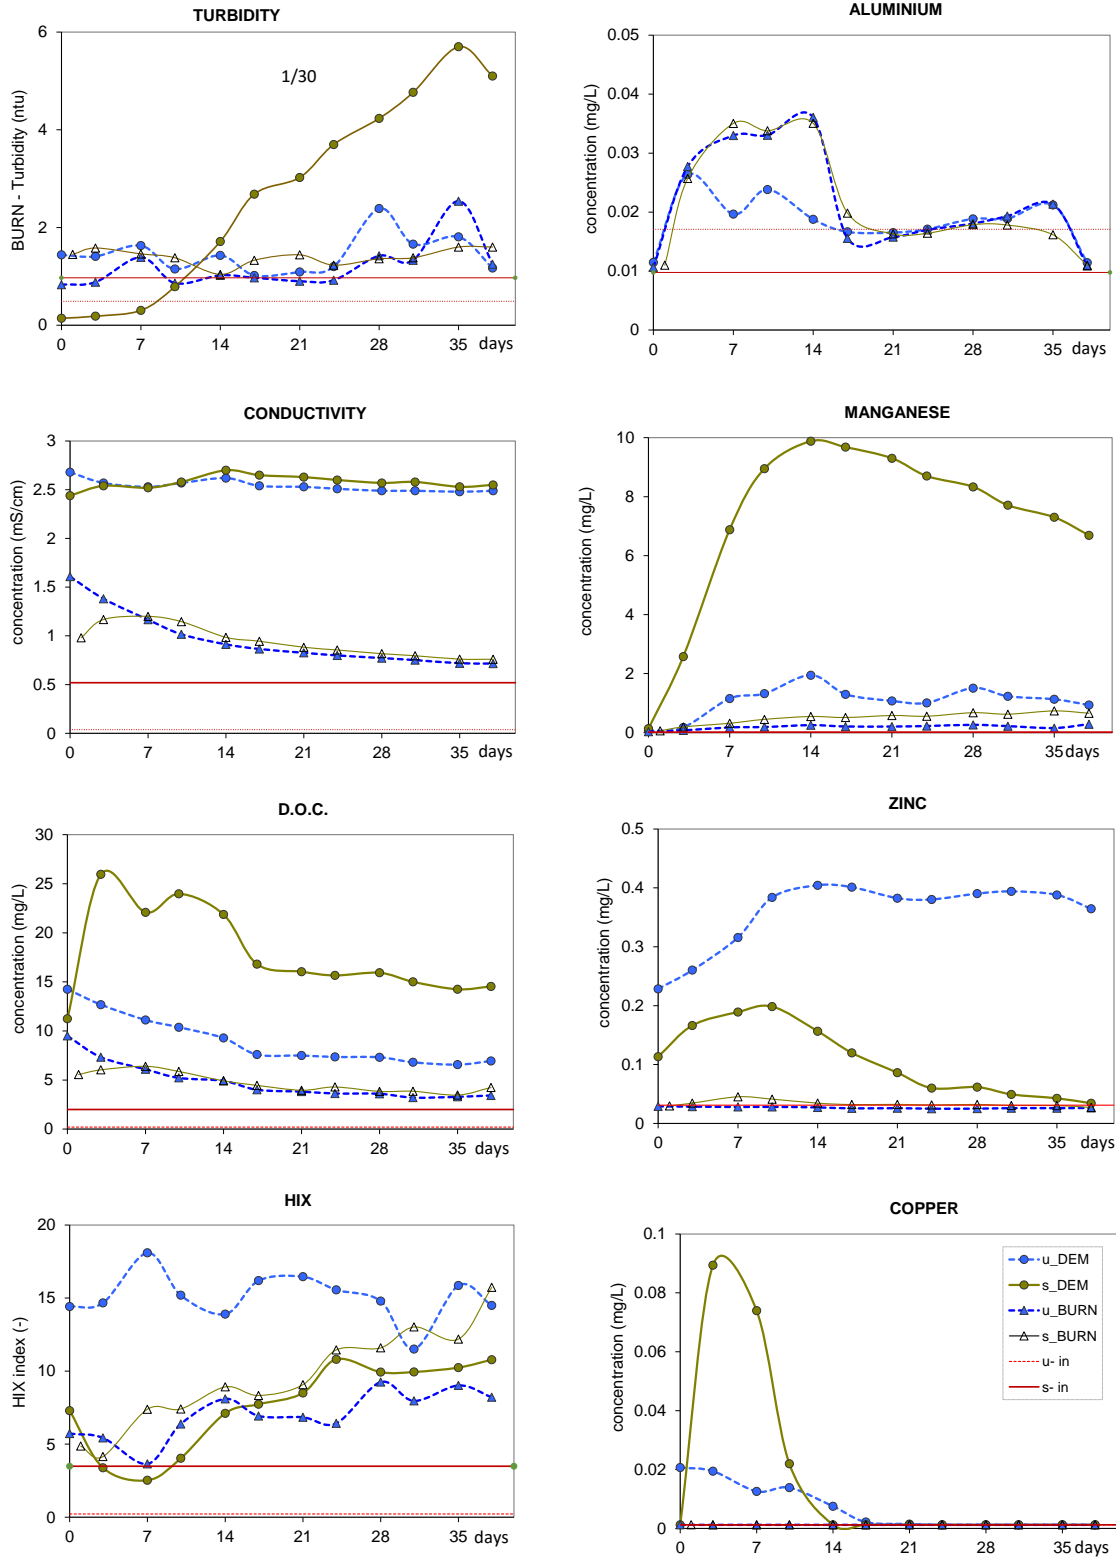 TURBIDITY
BURN - Turbidity (ntu)
6
4
2
0
1/30
0 7 14 21 28 35 days
ALUMINIUM
concentration (mg/L)
0.05
0.04
0.03
0.02
0.01
0
0 7 14 21 28 35 days
CONDUCTIVITY
concentration (mS/cm)
3
2.5
2
1.5
1
0.5
0
0 7 14 21 28 35 days
MANGANESE
concentration (mg/L)
10
8
6
4
2
0
0 7 14 21 28 35 days
D.O.C.
concentration (mg/L)
30
25
20
15
10
5
0
0 7 14 21 28 35 days
ZINC
concentration (mg/L)
0.5
0.4
0.3
0.2
0.1
0
0 7 14 21 28 35 days
HIX
HIX index (-)
20
15
10
5
0
0 7 14 21 28 35 days
COPPER
concentration (mg/L)
0.1
0.08
0.06
0.04
0.02
0
u_DEM
s_DEM
u_BURN
s_BURN
u- in
s- in
0 7 14 21 28 35 days